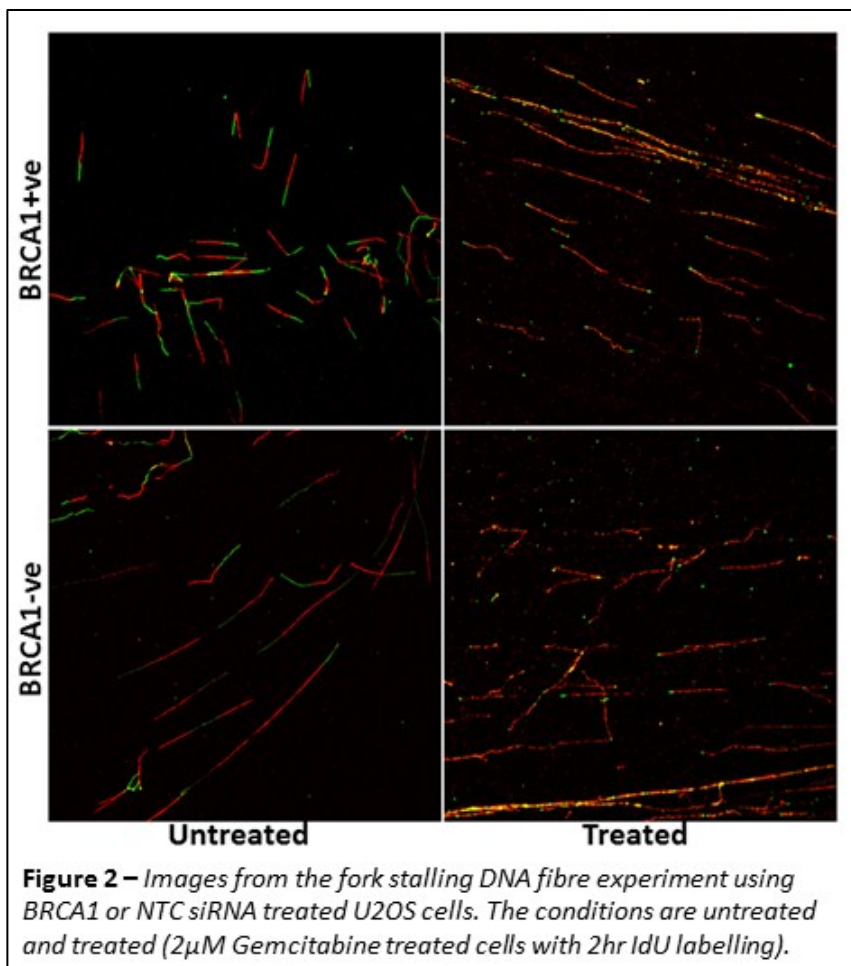 BRCA1+ve
BRCA1-ve
Untreated
Treated
Figure 2 – Images from the fork stalling DNA fibre experiment using
BRCA1 or NTC siRNA treated U2OS cells. The conditions are untreated
and treated (2µM Gemcitabine treated cells with 2hr IdU labelling).